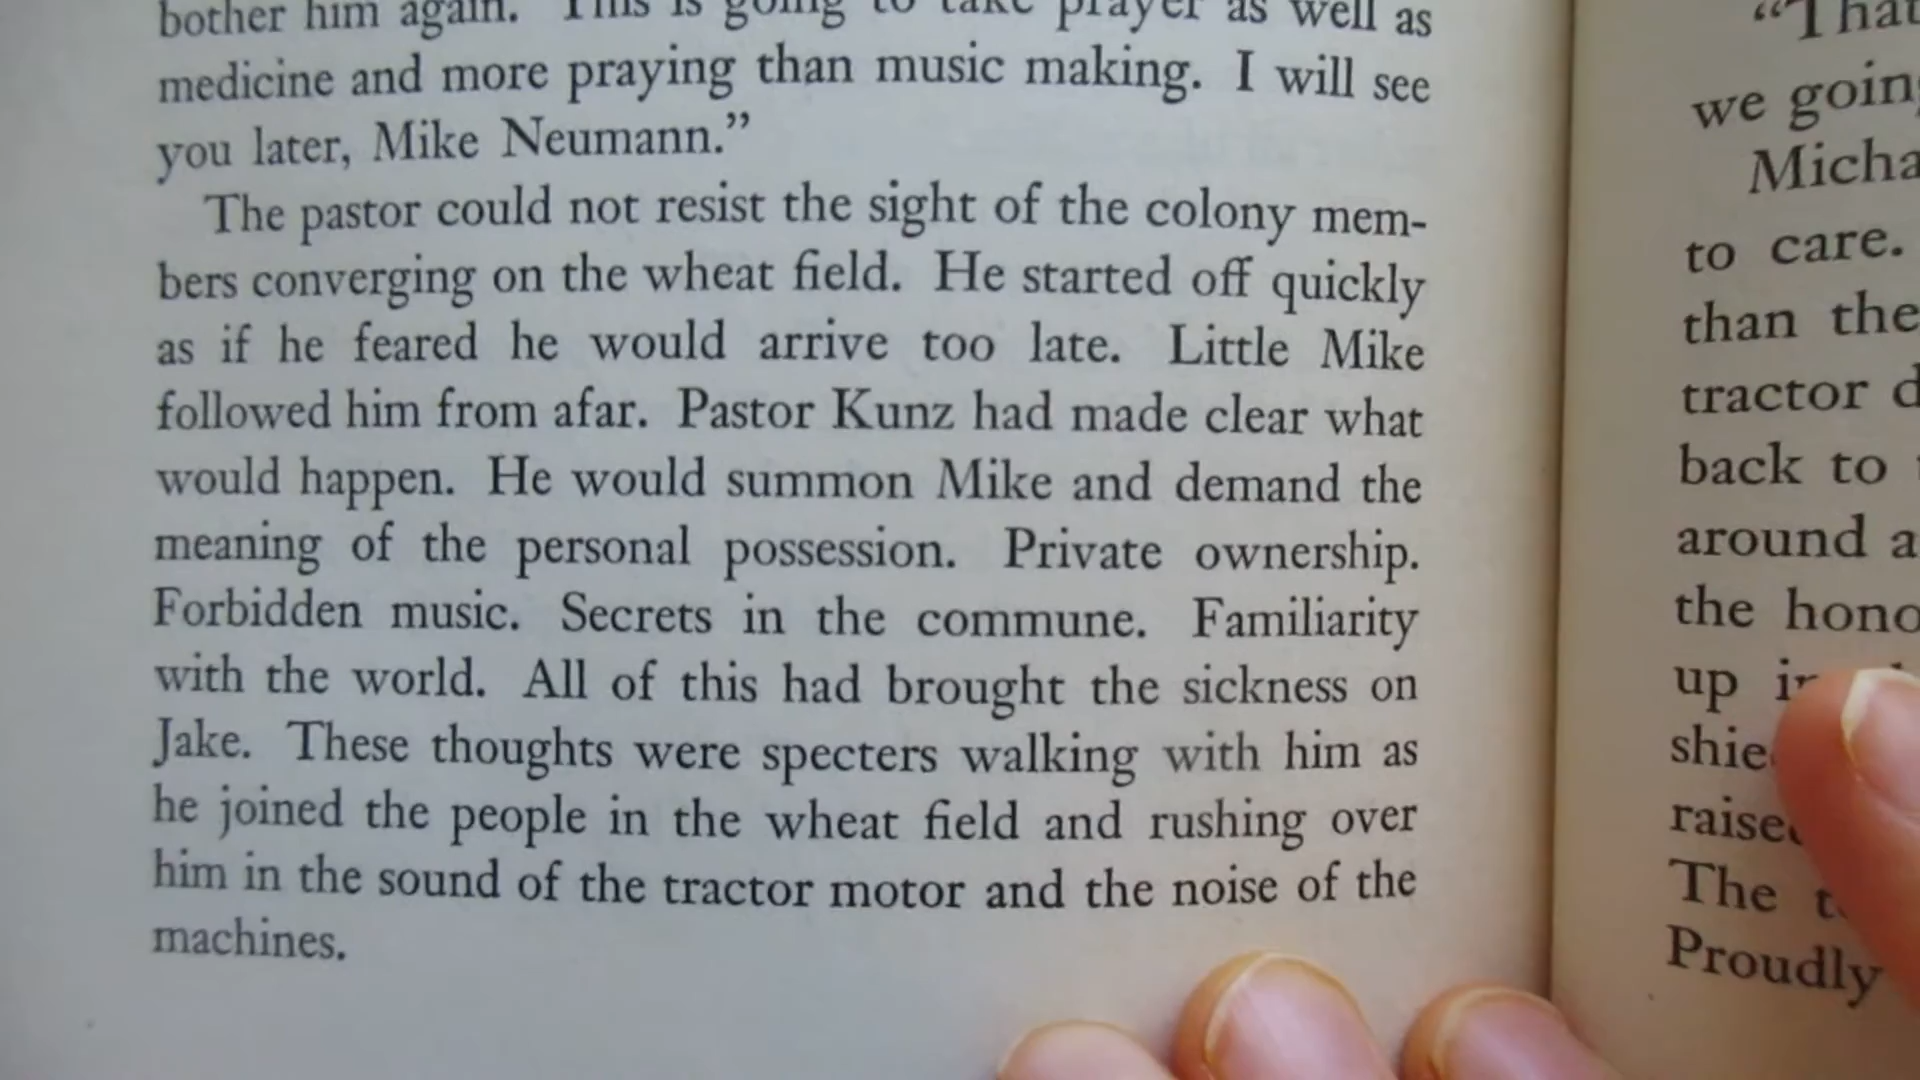 bother him again. This is going to take prayer as well as
medicine and more praying than music making. I will see
you later, Mike Neumann.”
The pastor could not resist the sight of the colony mem-
bers converging on the wheat field. He started off quickly
as if he feared he would arrive too late. Little Mike
followed him from afar. Pastor Kunz had made clear what
would happen. He would summon Mike and demand the
meaning of the personal possession. Private ownership.
Forbidden music. Secrets in the commune. Familiarity
with the world. All of this had brought the sickness on
Jake. These thoughts were specters walking with him as
he joined the people in the wheat field and rushing over
him in the sound of the tractor motor and the noise of the
machines.
“That
we
to care.
than the
tractor
back to
around a
the
up
The
Proudly